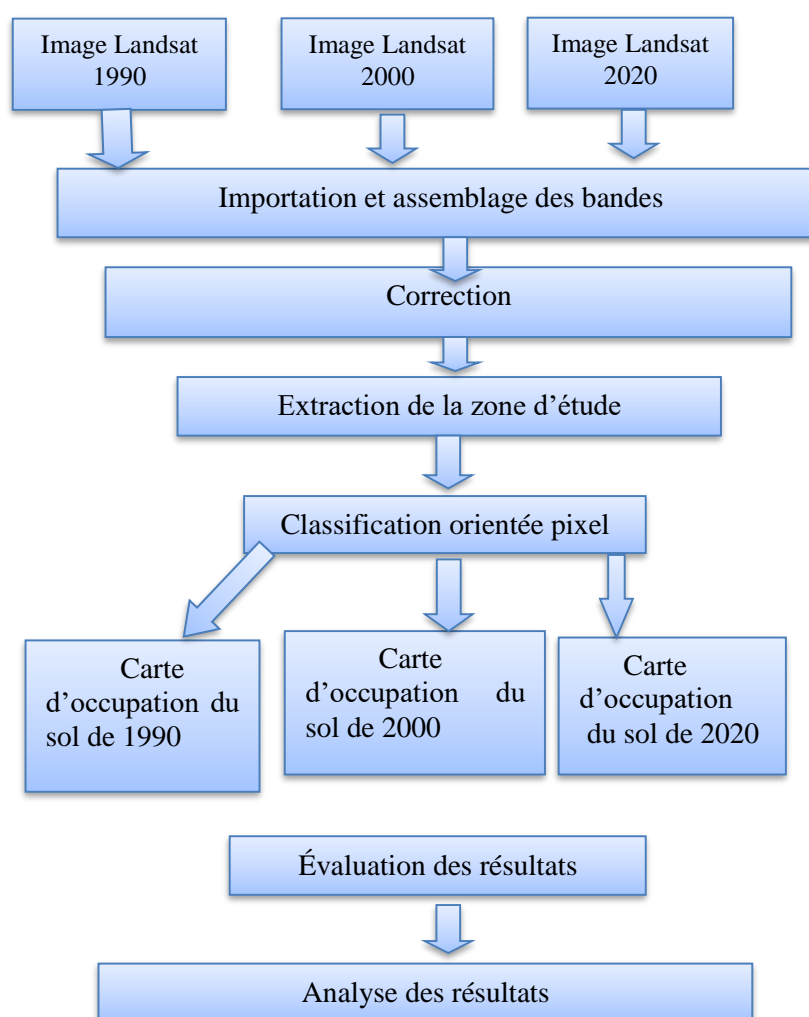 Image Landsat
1990
Image Landsat
2000
Image Landsat
2020
Importation et assemblage des bandes
Correction
Extraction de la zone d’étude
Classification orientée pixel
Carte
d’occupation du
sol de 1990
Carte
d’occupation du
sol de 2000
Carte
d’occupation
du sol de 2020
Évaluation des résultats
Analyse des résultats